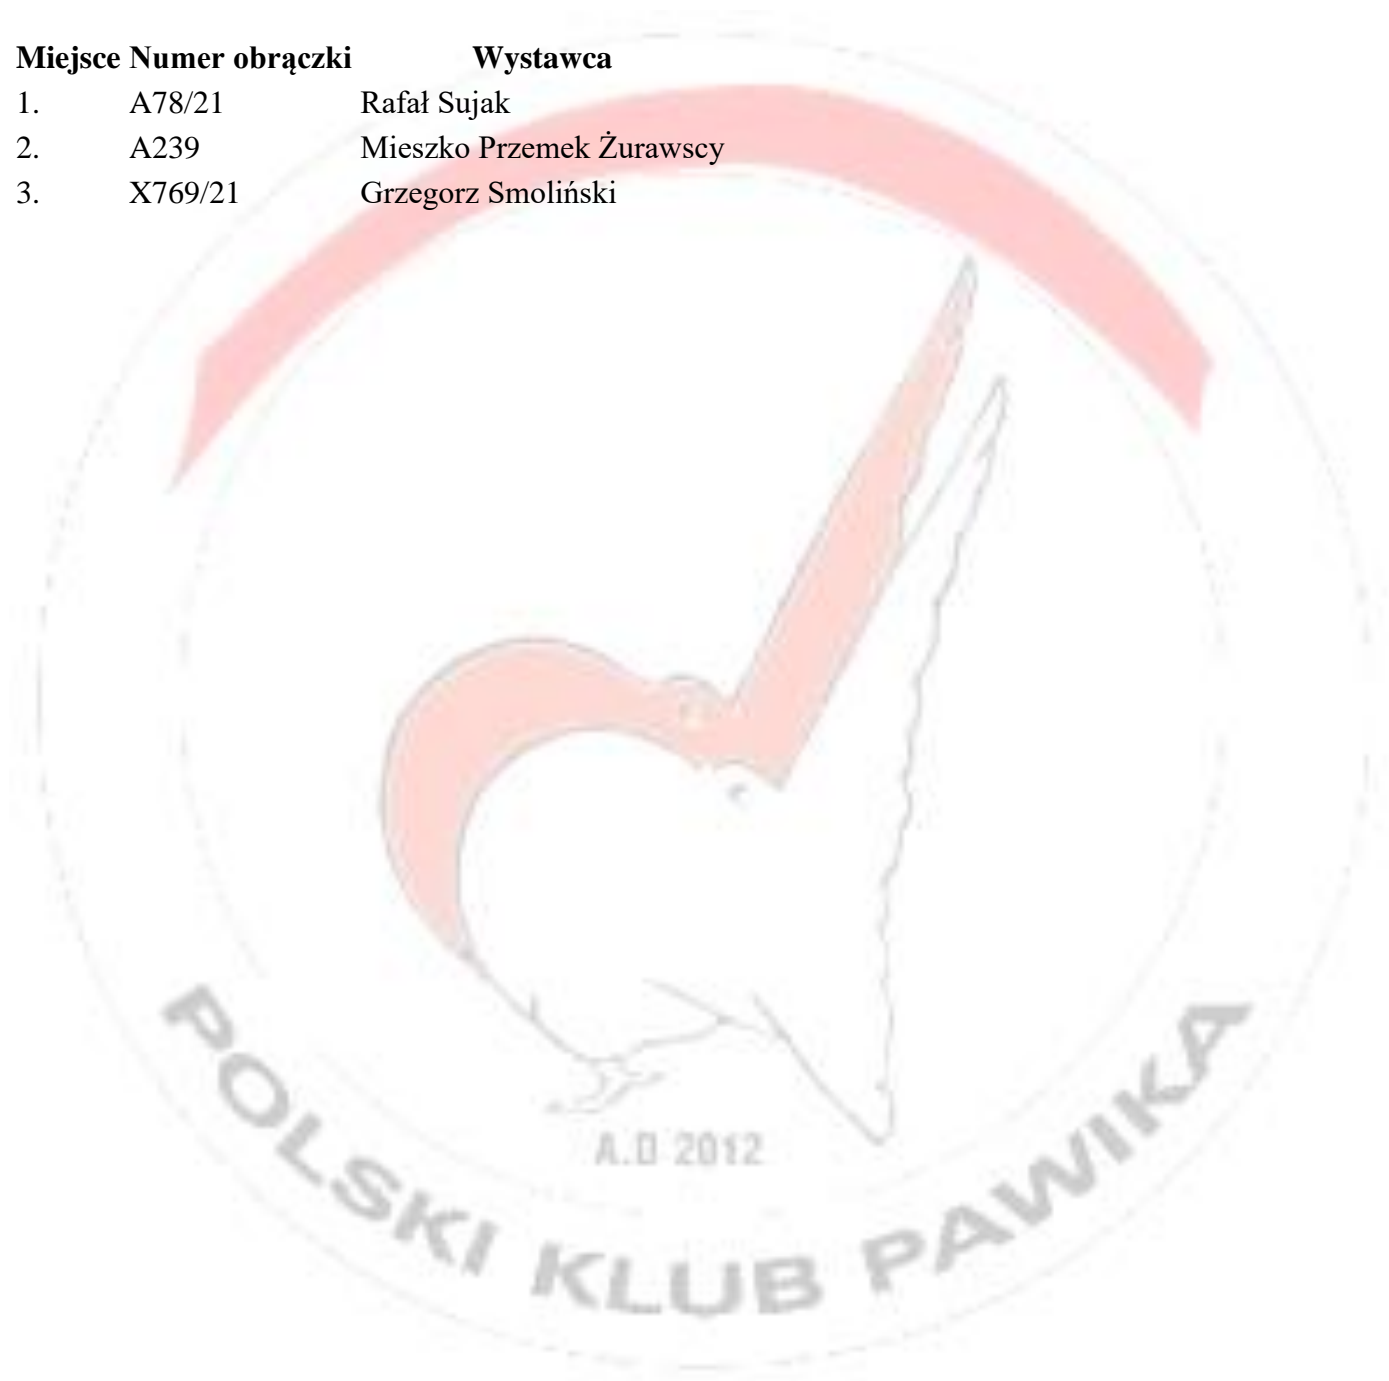 Miejsce Numer obrączki Wystawca
1. A78/21 Rafał Sujak
2. A239 Mieszko Przemek Żurawscy
3. X769/21 Grzegorz Smoliński
A.D 2012
POLSKI KLUB PAWIKA